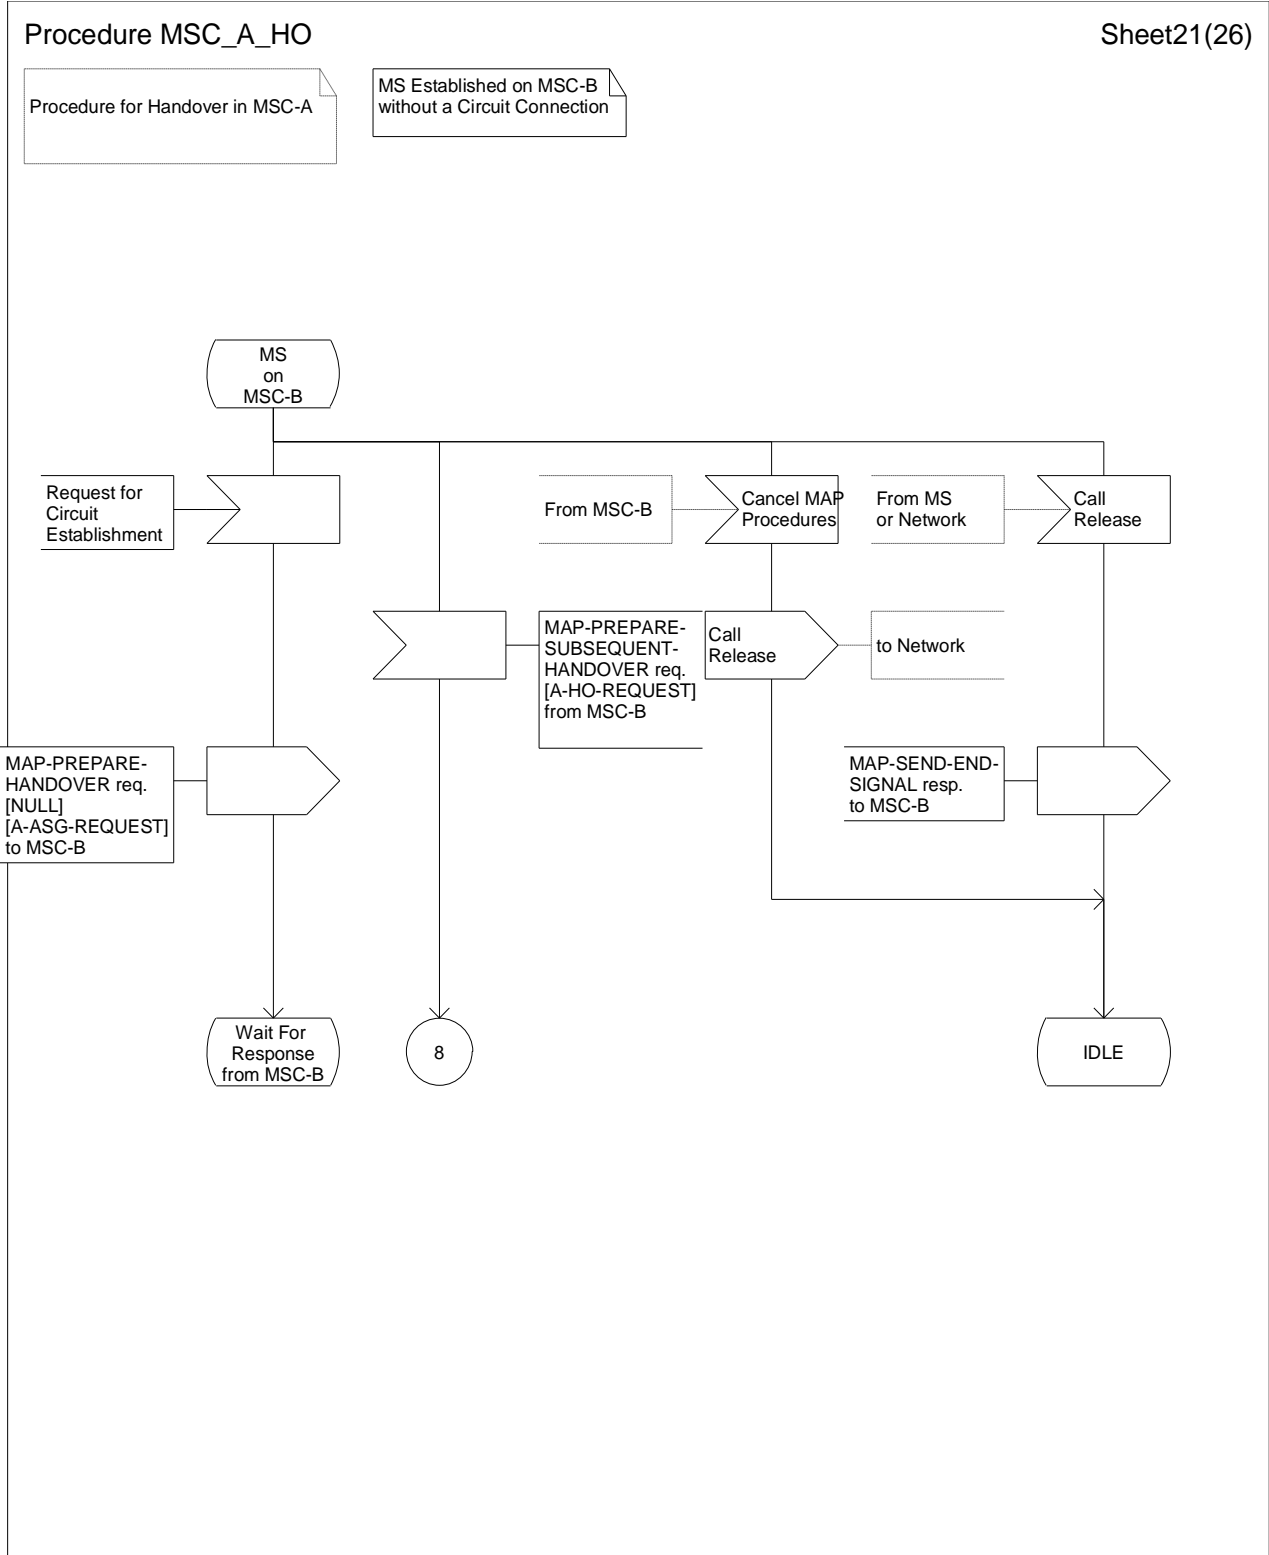 Procedure MSC_A_HO
Sheet21(26)
Procedure for Handover in MSC-A
MS Established on MSC-B
without a Circuit Connection
MS
on
MSC-B
Request for
Circuit
Establishment
From MSC-B
Cancel MAP
Procedures
From MS
or Network
Call
Release
MAP-PREPARE-
SUBSEQUENT-
HANDOVER req.
[A-HO-REQUEST]
from MSC-B
Call
Release
to Network
MAP-PREPARE-
HANDOVER req.
[NULL]
[A-ASG-REQUEST]
to MSC-B
MAP-SEND-END-
SIGNAL resp.
to MSC-B
Wait For
Response
from MSC-B
8
IDLE